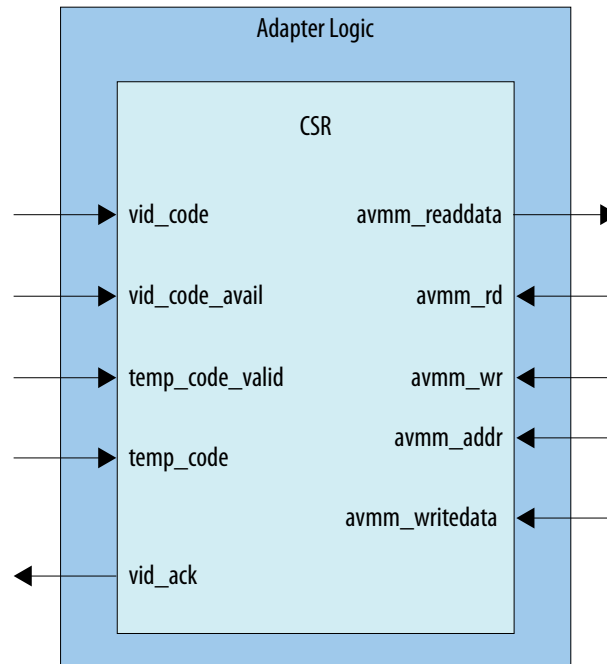 Adapter Logic
CSR
vid_code
avmm_readdata
vid_code_avail
avmm_rd
temp_code_valid
avmm_wr
avmm_addr
temp_code
avmm_writedata
vid_ack